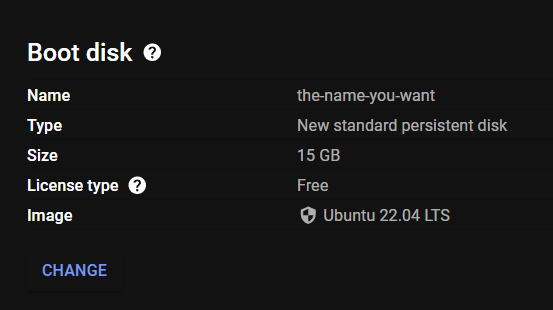 Boot disk ?
Name the-name-you-want
Type New standard persistent disk
Size 15 GB
License type ? Free
Image Ubuntu 22.04 LTS
CHANGE